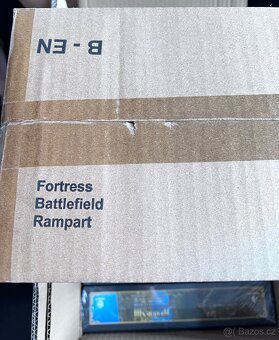 B - EN
Fortress
Battlefield
Rampart
Bazos.cz